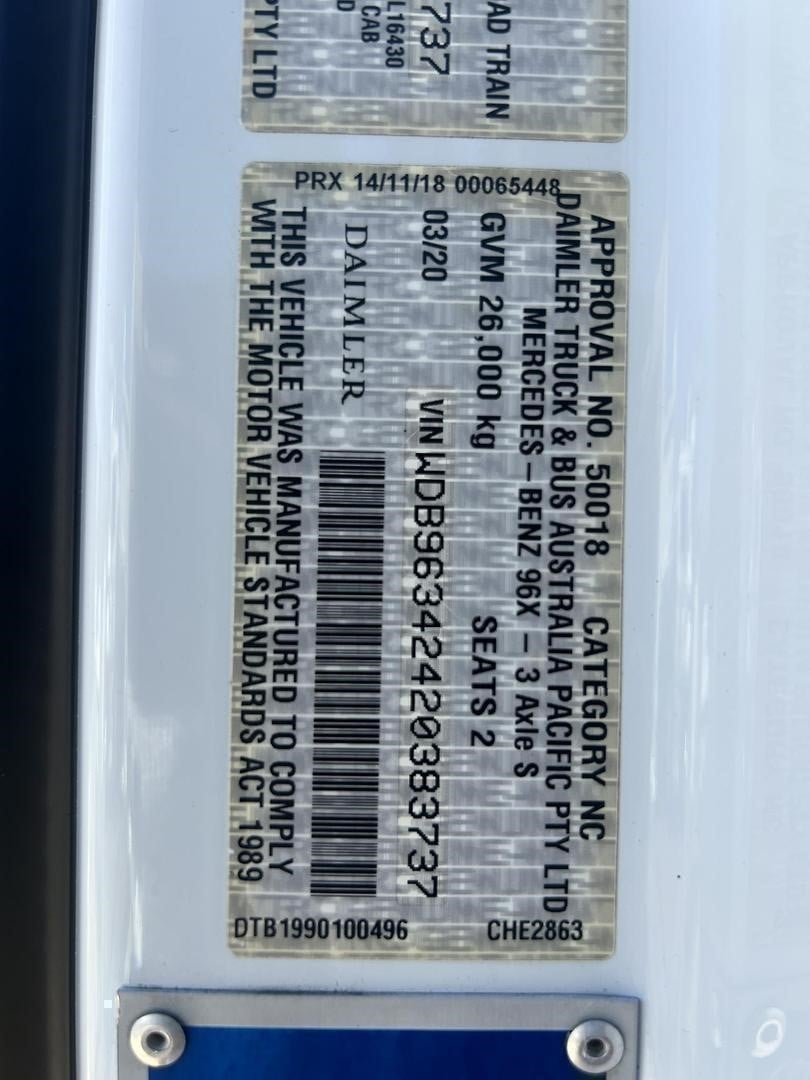 AD TRAIN
737
L16430
CAB
D
PTY LTD
PRX 14/11/18 00065448
APPROVAL NO. 50018 CATEGORY NC
DAIMLER TRUCK & BUS AUSTRALIA PACIFIC PTY LTD
MERCEDES-BENZ 96X - 3 Axle S
GVM 26,000 kg SEATS 2
03/20 VIN WDB96342420383737
DAIMLER
THIS VEHICLE WAS MANUFACTURED TO COMPLY
WITH THE MOTOR VEHICLE STANDARDS ACT 1989
DTB1990100496 CHE2863